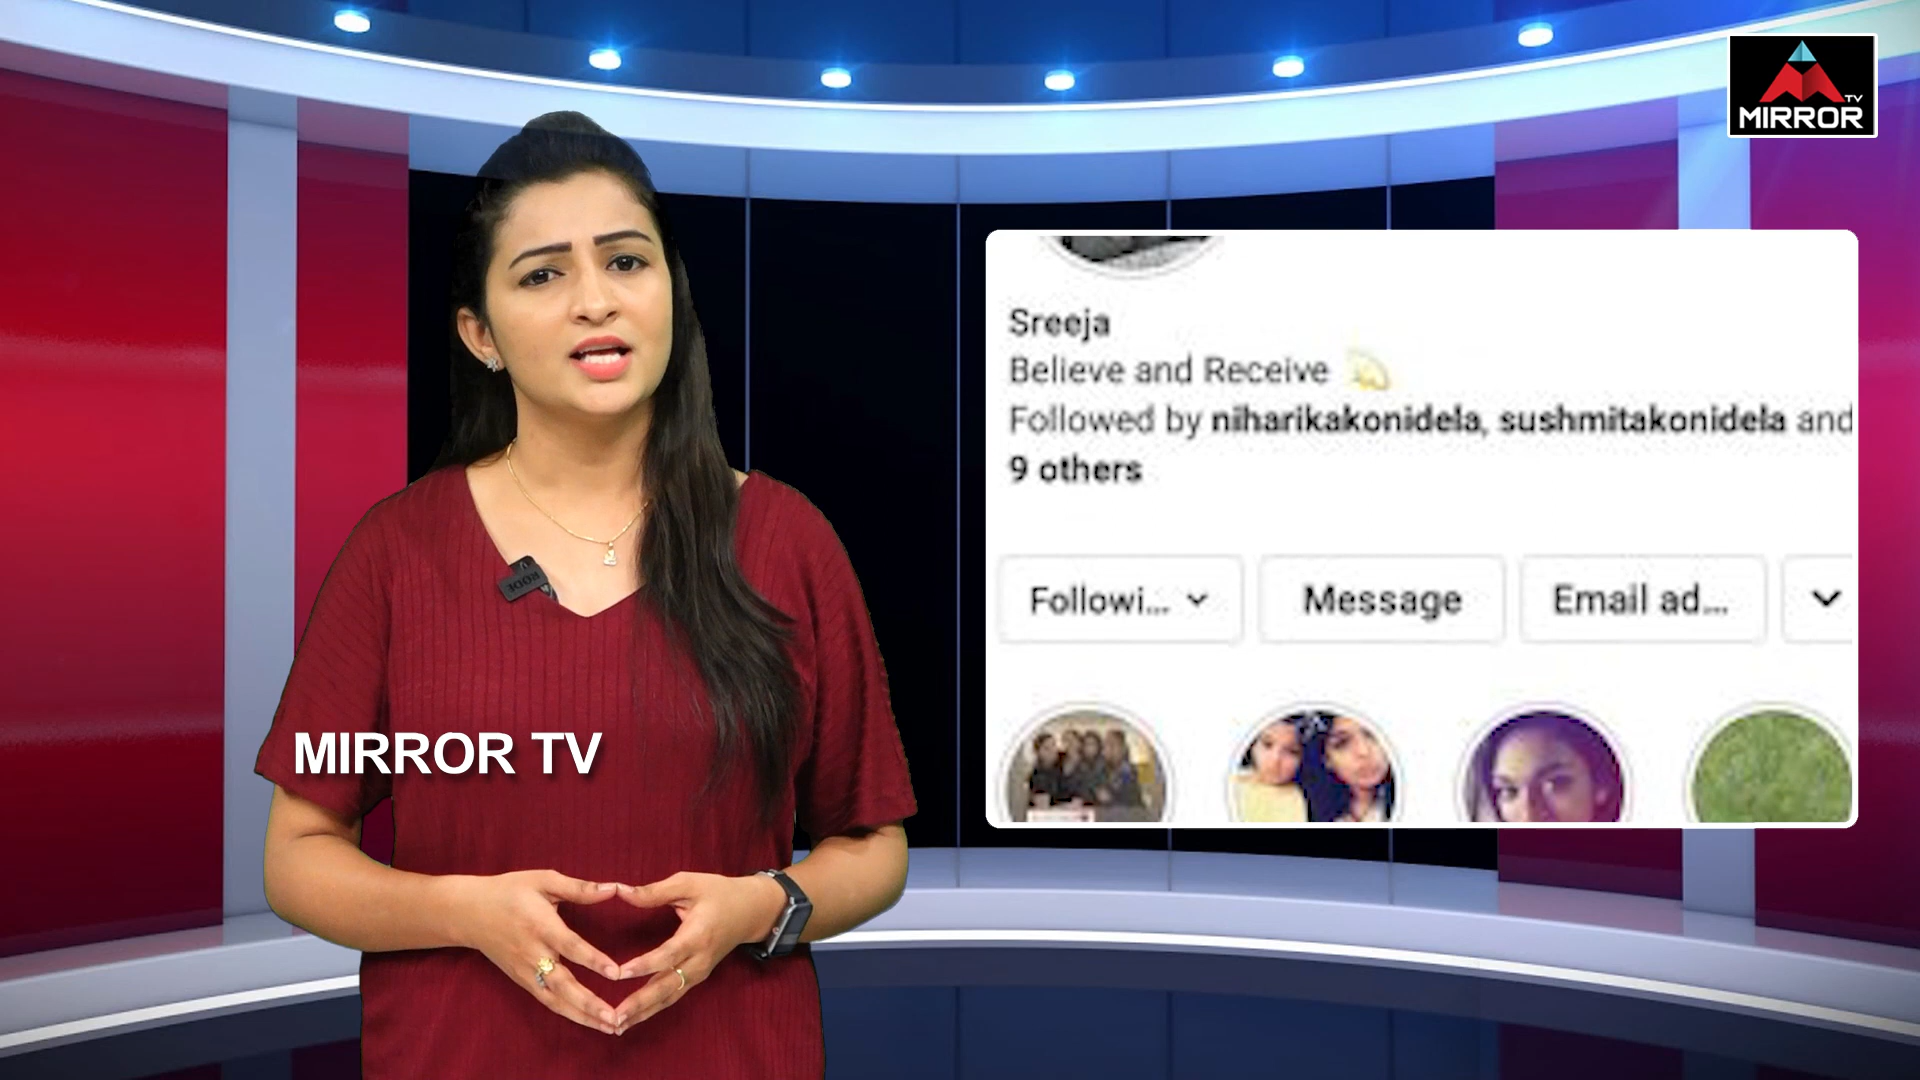 TV
MIRROR
Sreeja
Believe and Receive 💫
Followed by niharikakonidela, sushmitakonidela and
9 others
Followi...
Message
Email ad...
RODE
MIRROR TV